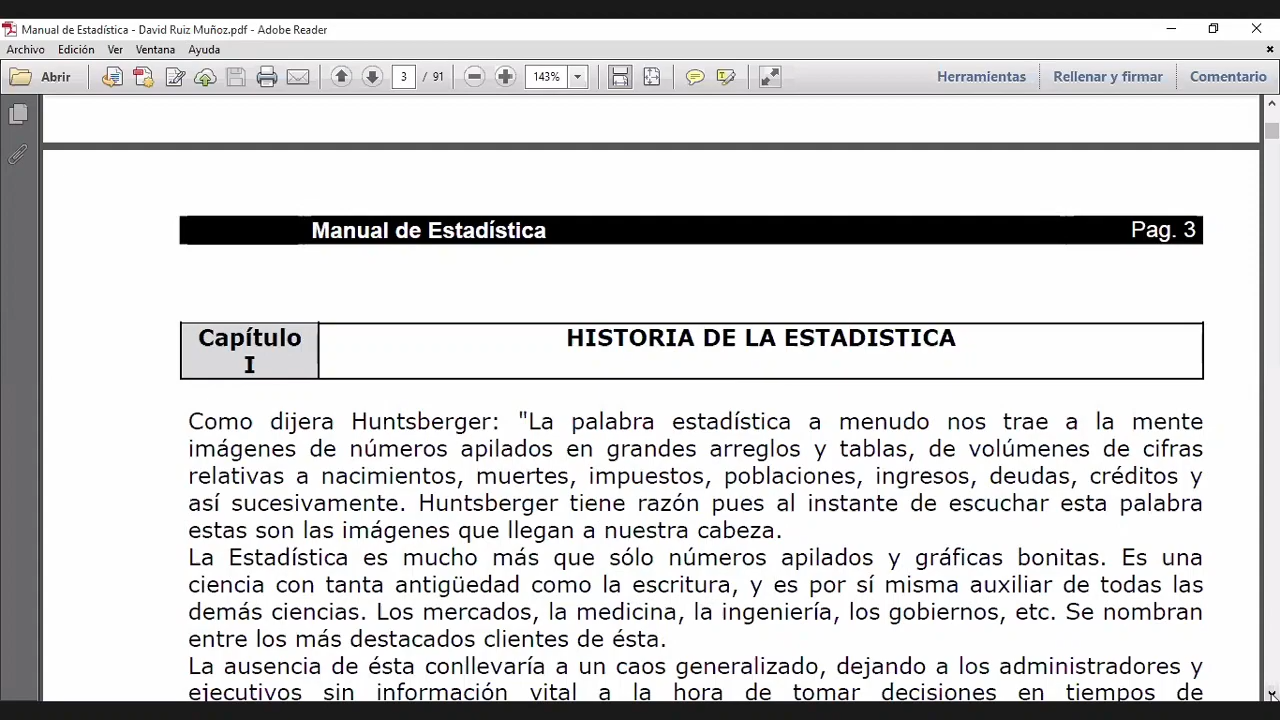 Manual de Estadística - David Ruiz Muñoz.pdf - Adobe Reader
Archivo Edición Ver Ventana Ayuda
Abrir 3 / 91 143% Herramientas Rellenar y firmar Comentario
Manual de Estadística Pag. 3
Capítulo I HISTORIA DE LA ESTADISTICA
Como dijera Huntsberger: "La palabra estadística a menudo nos trae a la mente
imágenes de números apilados en grandes arreglos y tablas, de volúmenes de cifras
relativas a nacimientos, muertes, impuestos, poblaciones, ingresos, deudas, créditos y
así sucesivamente. Huntsberger tiene razón pues al instante de escuchar esta palabra
estas son las imágenes que llegan a nuestra cabeza.
La Estadística es mucho más que sólo números apilados y gráficas bonitas. Es una
ciencia con tanta antigüedad como la escritura, y es por sí misma auxiliar de todas las
demás ciencias. Los mercados, la medicina, la ingeniería, los gobiernos, etc. Se nombran
entre los más destacados clientes de ésta.
La ausencia de ésta conllevaría a un caos generalizado, dejando a los administradores y
ejecutivos sin información vital a la hora de tomar decisiones en tiempos de